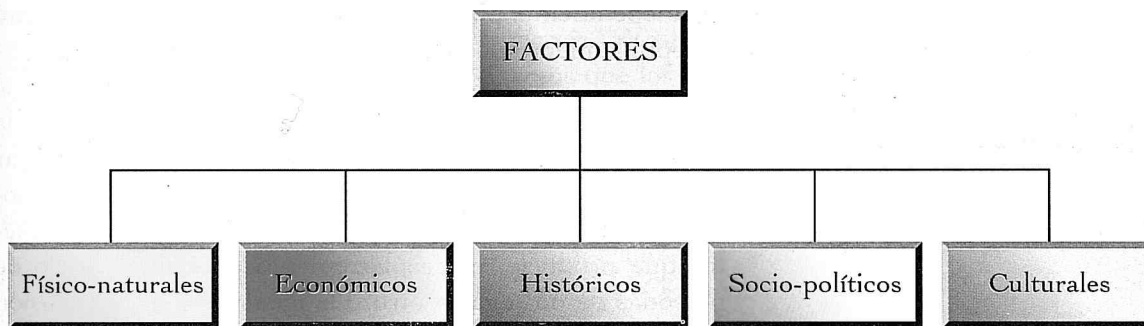 FACTORES
Físico-naturales
Económicos
Históricos
Socio-políticos
Culturales